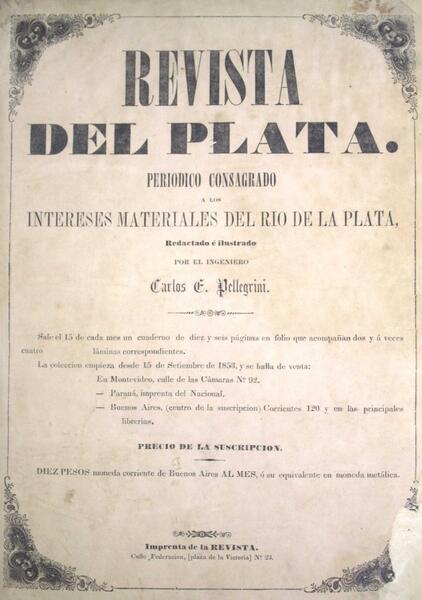 REVISTA
DEL PLATA.
PERIODICO CONSAGRADO
A LOS
INTERESES MATERIALES DEL RIO DE LA PLATA,
Redactado é ilustrado
POR EL INGENIERO
Carlos E. Pellegrini.
Sale el 15 de cada mes un cuaderno de diez y seis páginas en folio que acompañan dos y á veces
cuatro láminas correspondientes.
La coleccion empieza desde 15 de Setiembre de 1853, y se halla de venta:
En Montevideo, calle de las Cámaras Nº 92.
— Paraná, imprenta del Nacional.
— Buenos Aires, (centro de la suscripcion) Corrientes 120 y en las principales
librerias.
PRECIO DE LA SUSCRIPCION.
DIEZ PESOS moneda corriente de Buenos Aires AL MES, ó su equivalente en moneda metálica.
Imprenta de la REVISTA.
Calle Federacion, [plaza de la Victoria] Nº 23.